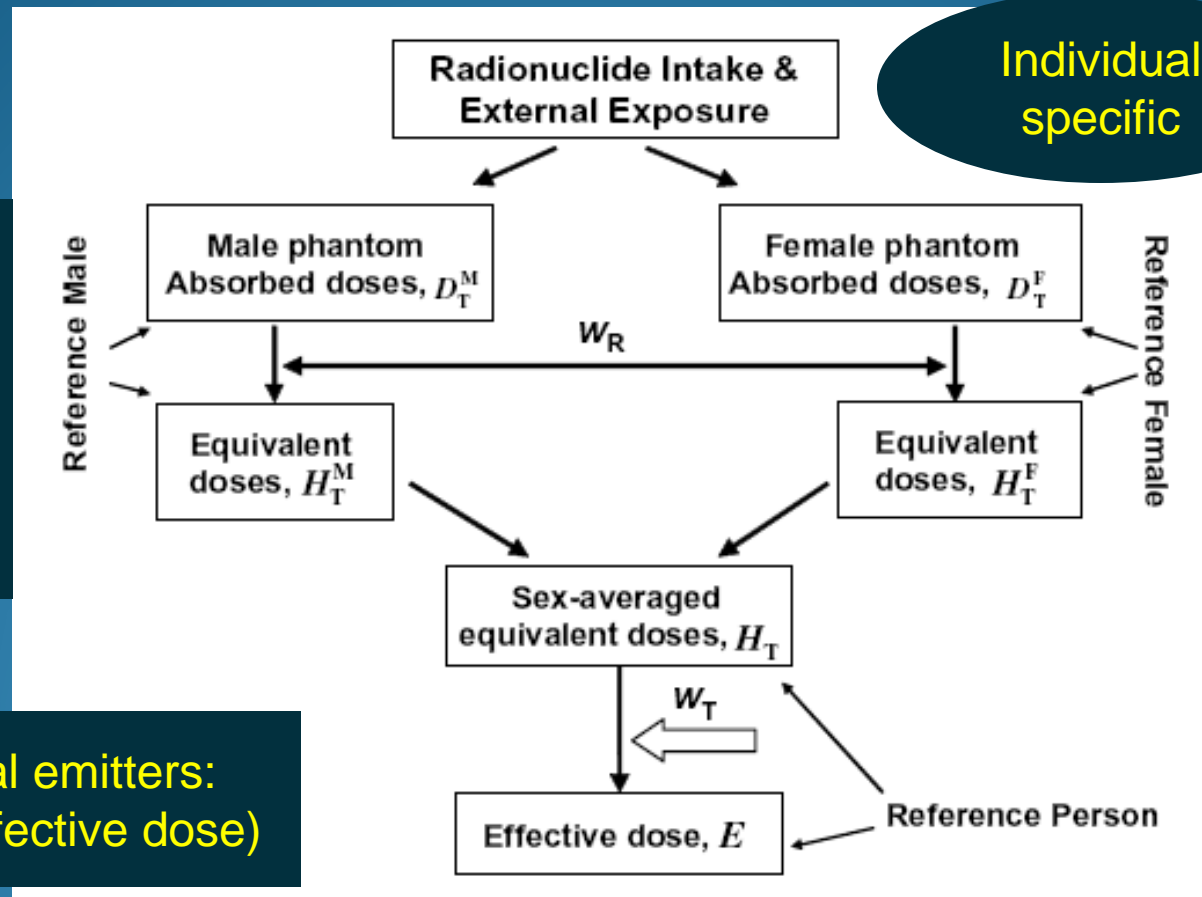 Radionuclide Intake &
External Exposure
Individual
specific
Male phantom
Absorbed doses, D_T^M
Female phantom
Absorbed doses, D_T^F
Reference Male
Reference Female
W_R
Equivalent
doses, H_T^M
Equivalent
doses, H_T^F
Sex-averaged
equivalent doses, H_T
W_T
Effective dose, E
Reference Person
al emitters:
fective dose)